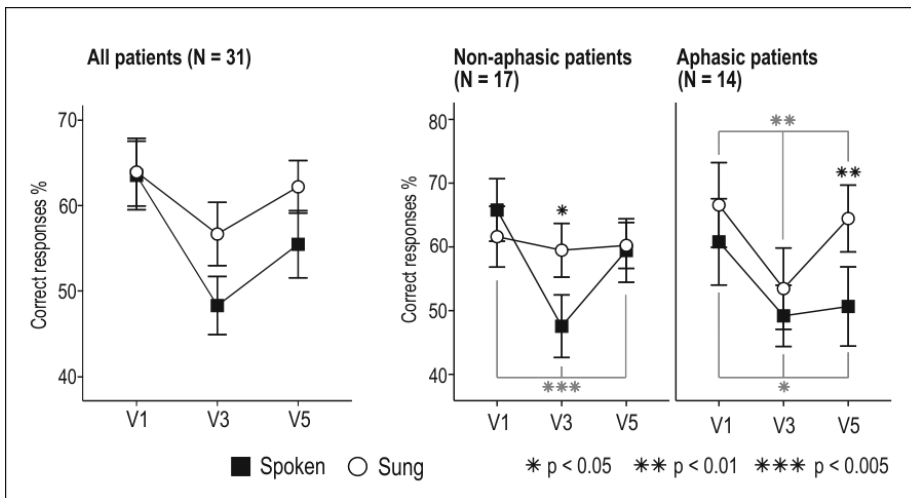 All patients (N = 31)
Correct responses %
70
60
50
40
V1 V3 V5
Non-aphasic patients
(N = 17)
Correct responses %
80
70
60
50
40
*
***
V1 V3 V5
Aphasic patients
(N = 14)
**
**
*
V1 V3 V5
Spoken Sung
* p < 0.05 ** p < 0.01 *** p < 0.005